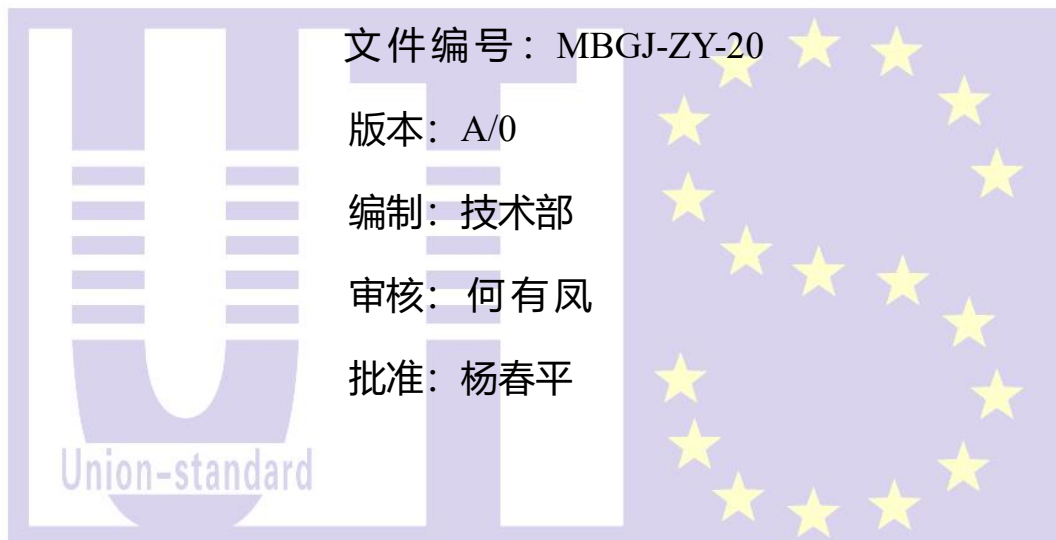 文件编号：MBGJ-ZY-20
版本：A/0
编制：技术部
审核：何有凤
批准：杨春平
Union-standard